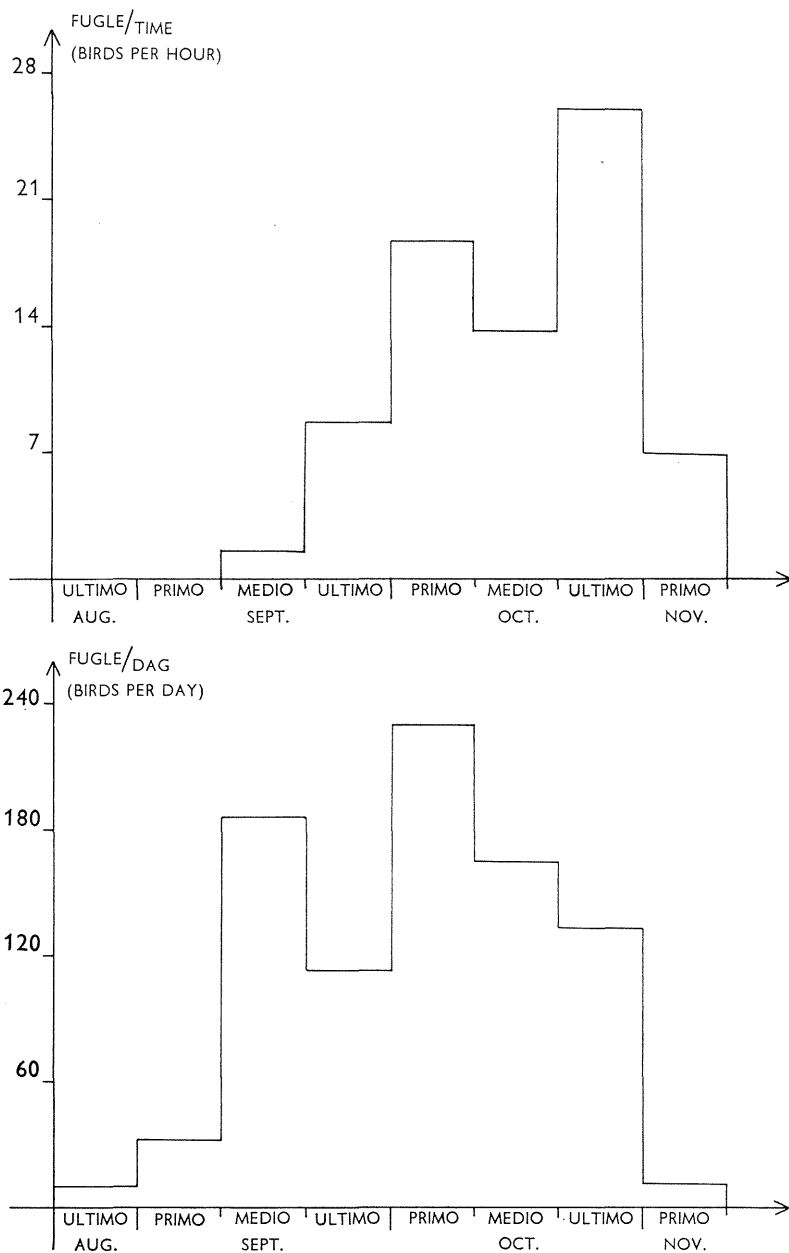 FUGLE/TIME
(BIRDS PER HOUR)
28
21
14
7
ULTIMO PRIMO MEDIO ULTIMO PRIMO MEDIO ULTIMO PRIMO
AUG. SEPT. OCT. NOV.
FUGLE/DAG
(BIRDS PER DAY)
240
180
120
60
ULTIMO PRIMO MEDIO ULTIMO PRIMO MEDIO ULTIMO PRIMO
AUG. SEPT. OCT. NOV.